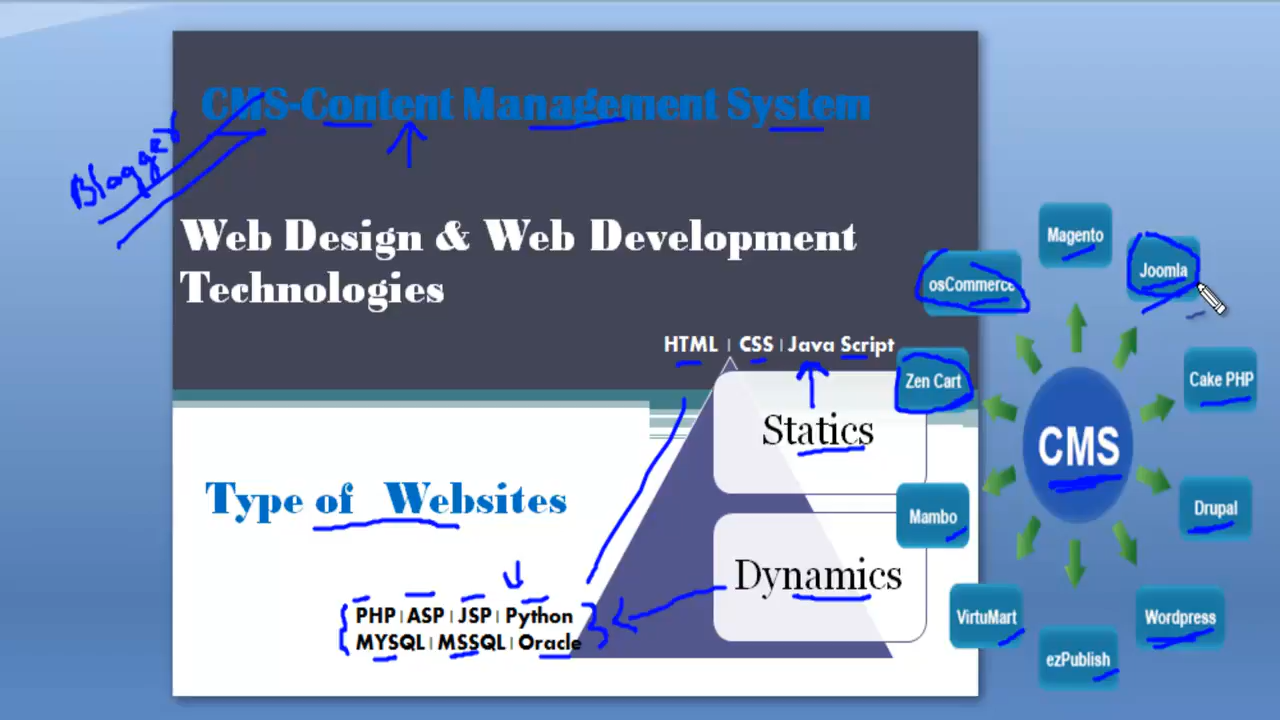 CMS-Content Management System
Blogger
Web Design & Web Development
Technologies
HTML | CSS | Java Script
Statics
Type of Websites
Dynamics
PHP | ASP | JSP | Python
MYSQL | MSSQL | Oracle
Magento
Joomla
osCommerce
Zen Cart
Cake PHP
CMS
Mambo
Drupal
VirtuMart
Wordpress
ezPublish